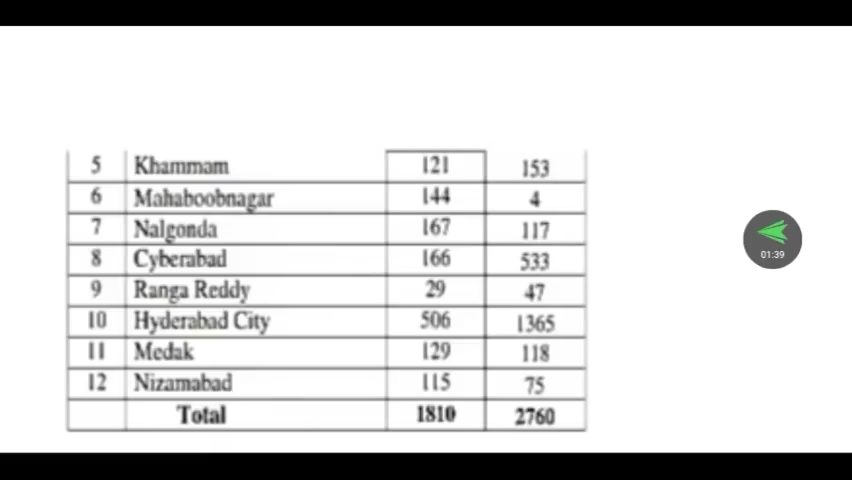 5 Khammam 121 153
6 Mahaboobnagar 144 4
7 Nalgonda 167 117
8 Cyberabad 166 533
9 Ranga Reddy 29 47
10 Hyderabad City 506 1365
11 Medak 129 118
12 Nizamabad 115 75
Total 1810 2760
01:39